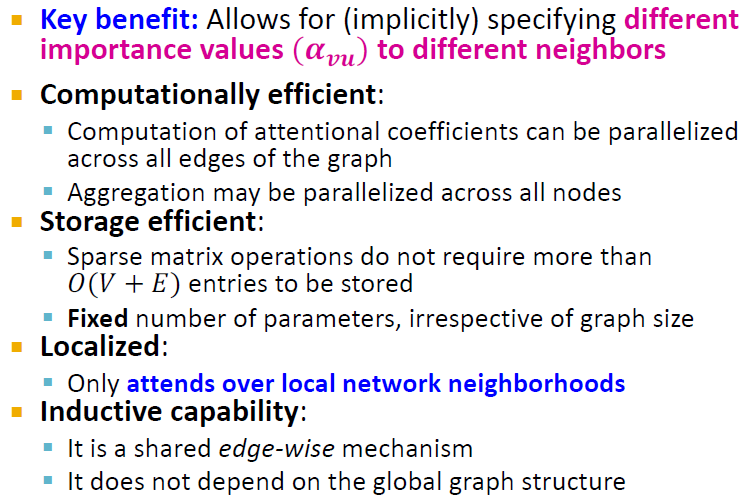 Key benefit: Allows for (implicitly) specifying different
importance values (α_vu) to different neighbors
Computationally efficient:
Computation of attentional coefficients can be parallelized
across all edges of the graph
Aggregation may be parallelized across all nodes
Storage efficient:
Sparse matrix operations do not require more than
O(V + E) entries to be stored
Fixed number of parameters, irrespective of graph size
Localized:
Only attends over local network neighborhoods
Inductive capability:
It is a shared edge-wise mechanism
It does not depend on the global graph structure